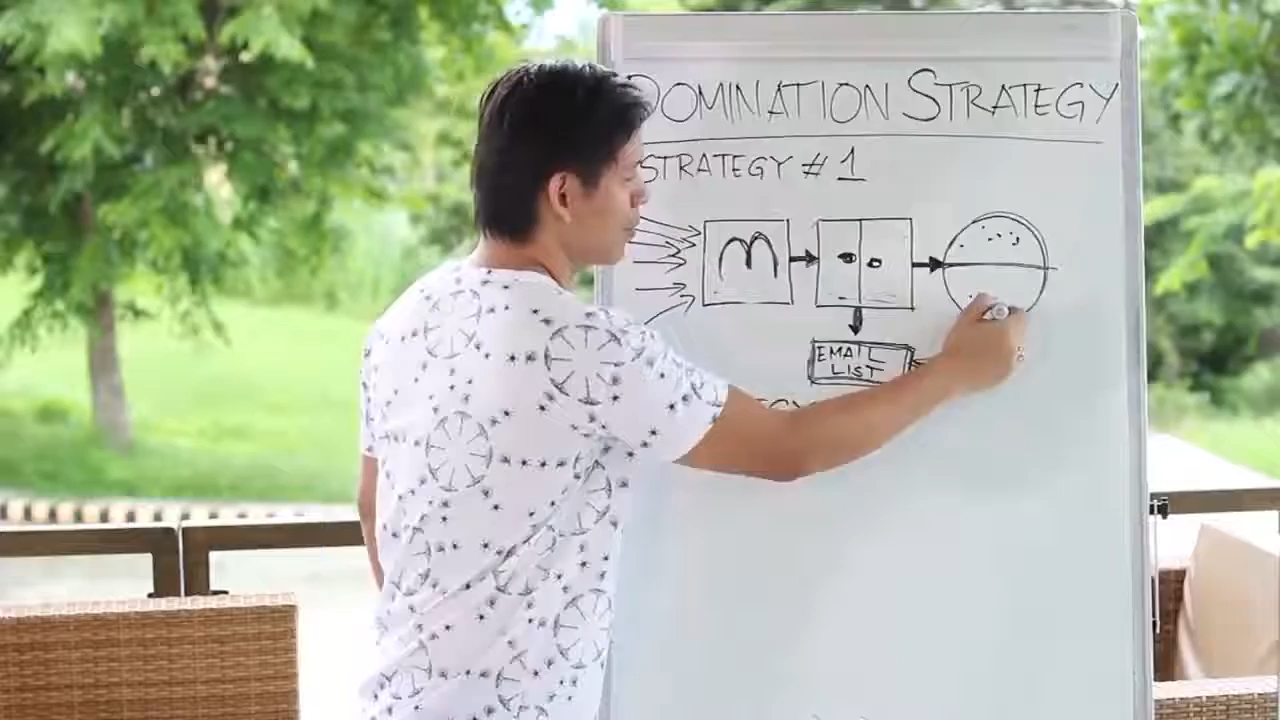 DOMINATION STRATEGY
STRATEGY # 1
M
EMAIL
LIST